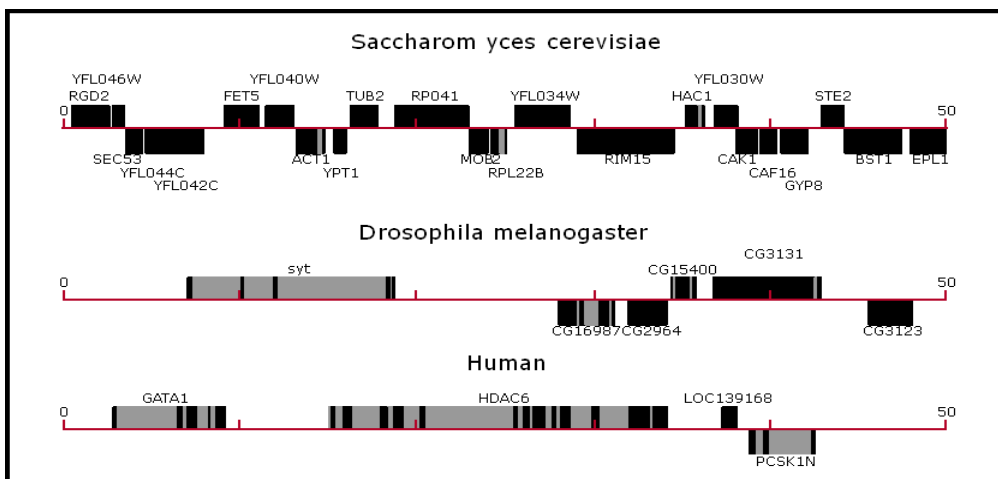 Saccharom yces cerevisiae
YFL046W YFL040W YFL030W
RGD2 FET5 TUB2 RP041 YFL034W HAC1 STE2
0 50
SEC53 ACT1 MOB2 RIM15 CAK1 BST1 EPL1
YFL044C YPT1 RPL22B CAF16
YFL042C GYP8
Drosophila melanogaster
CG3131
syt CG15400
0 50
CG16987 CG2964 CG3123
Human
GATA1 HDAC6 LOC139168
0 50
PCSK1N